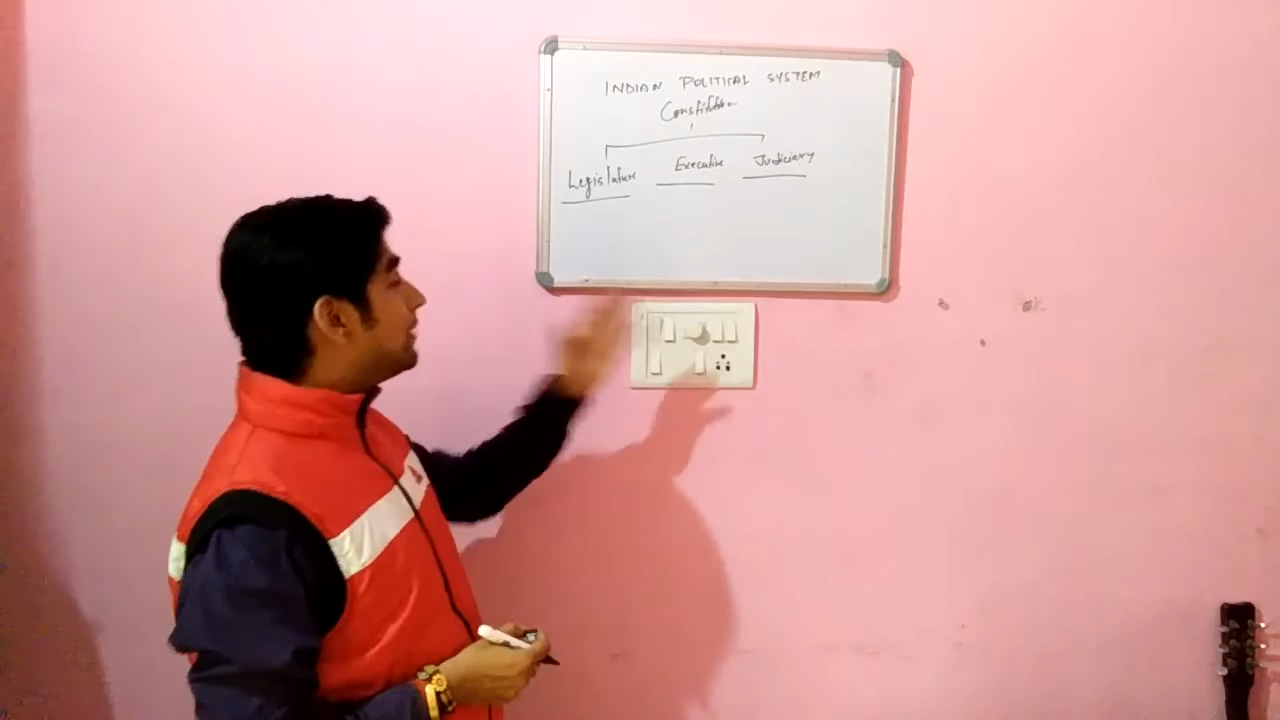 INDIAN POLITICAL SYSTEM
Constitution
Legislature Executive Judiciary